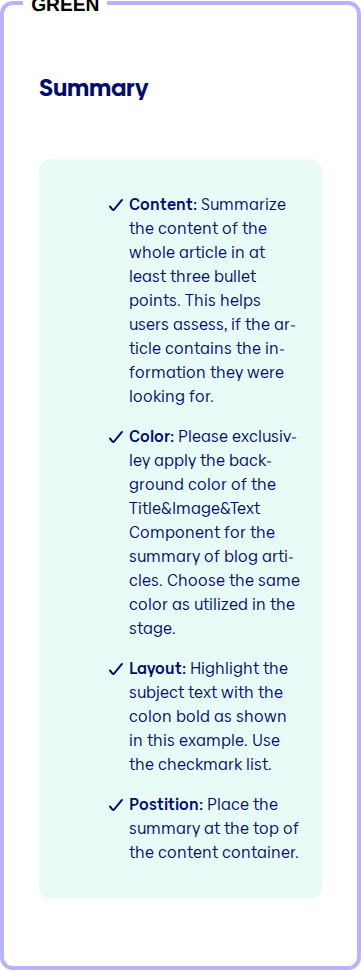 GREEN
Summary
Content: Summarize
the content of the
whole article in at
least three bullet
points. This helps
users assess, if the ar-
ticle contains the in-
formation they were
looking for.
Color: Please exclusiv-
ley apply the back-
ground color of the
Title&Image&Text
Component for the
summary of blog arti-
cles. Choose the same
color as utilized in the
stage.
Layout: Highlight the
subject text with the
colon bold as shown
in this example. Use
the checkmark list.
Postition: Place the
summary at the top of
the content container.